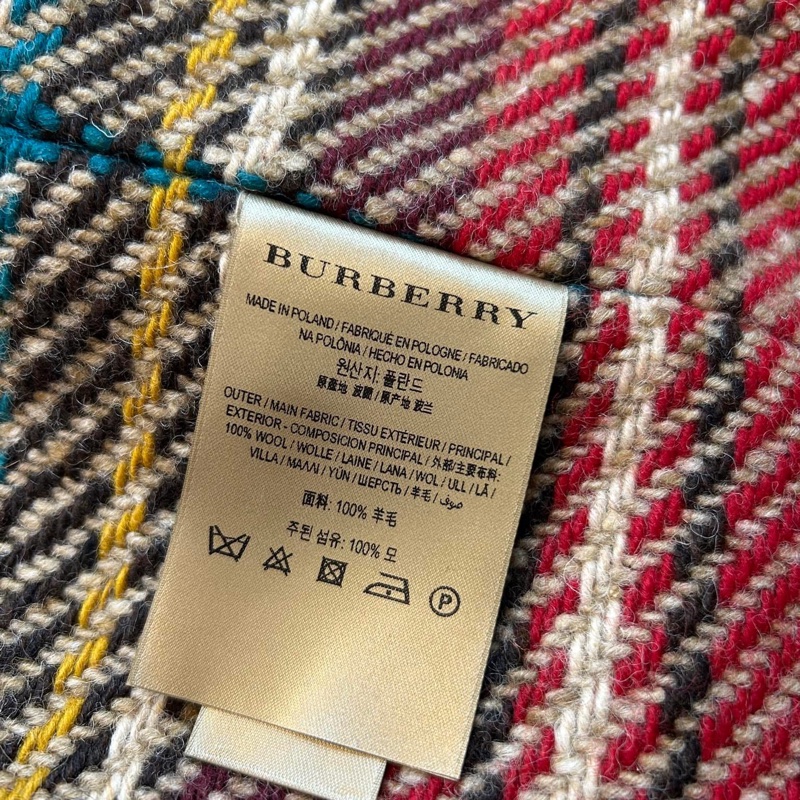 BURBERRY
MADE IN POLAND / FABRIQUÉ EN POLOGNE / FABRICADO
NA POLÔNIA / HECHO EN POLONIA
원산지: 폴란드
原產地 波蘭 / 原产地 波兰
OUTER / MAIN FABRIC / TISSU EXTÉRIEUR / PRINCIPAL /
EXTERIOR - COMPOSICION PRINCIPAL / 外部/主要布料:
100% WOOL / WOLLE / LAINE / LANA / WOL / ULL / LÃ /
VILLA / ΜΑΛΛΙ / YÜN / ШЕРСТЬ / 羊毛 / صوف /
面料: 100% 羊毛
주된 섬유: 100% 모
P